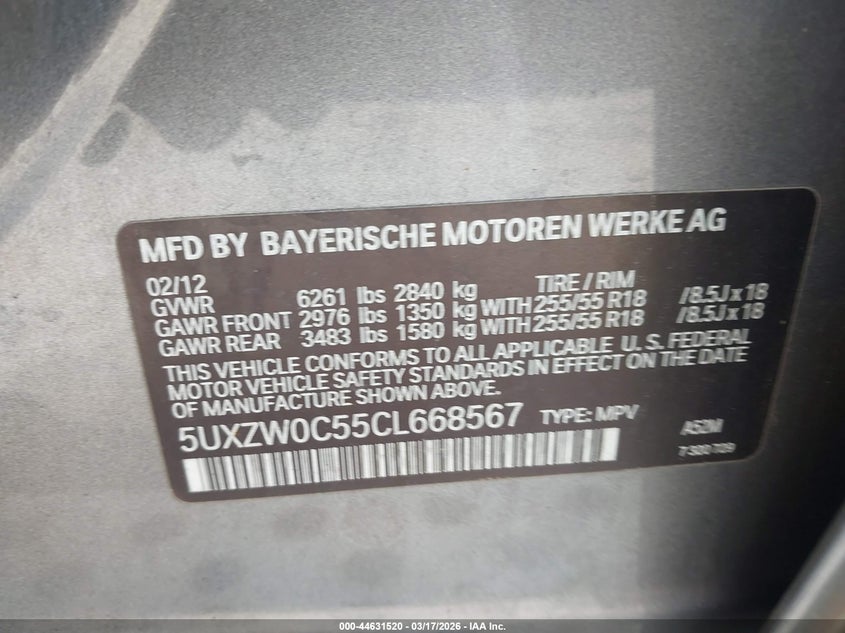 MFD BY BAYERISCHE MOTOREN WERKE AG
02/12 TIRE / RIM
GVWR 6261 lbs 2840 kg
GAWR FRONT 2976 lbs 1350 kg WITH 255/55 R18 /8.5J x 18
GAWR REAR 3483 lbs 1580 kg WITH 255/55 R18 /8.5J x 18
THIS VEHICLE CONFORMS TO ALL APPLICABLE U. S. FEDERAL
MOTOR VEHICLE SAFETY STANDARDS IN EFFECT ON THE DATE
OF MANUFACTURE SHOWN ABOVE.
5UXZW0C55CL668567 TYPE: MPV A52M
000-44631520 — 03/17/2026 — IAA Inc.